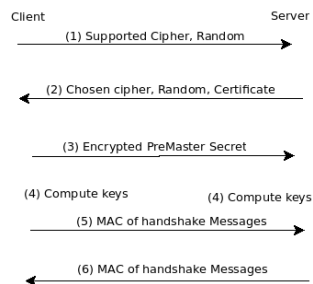 Client
Server
(1) Supported Cipher, Random
(2) Chosen cipher, Random, Certificate
(3) Encrypted PreMaster Secret
(4) Compute keys
(4) Compute keys
(5) MAC of handshake Messages
(6) MAC of handshake Messages